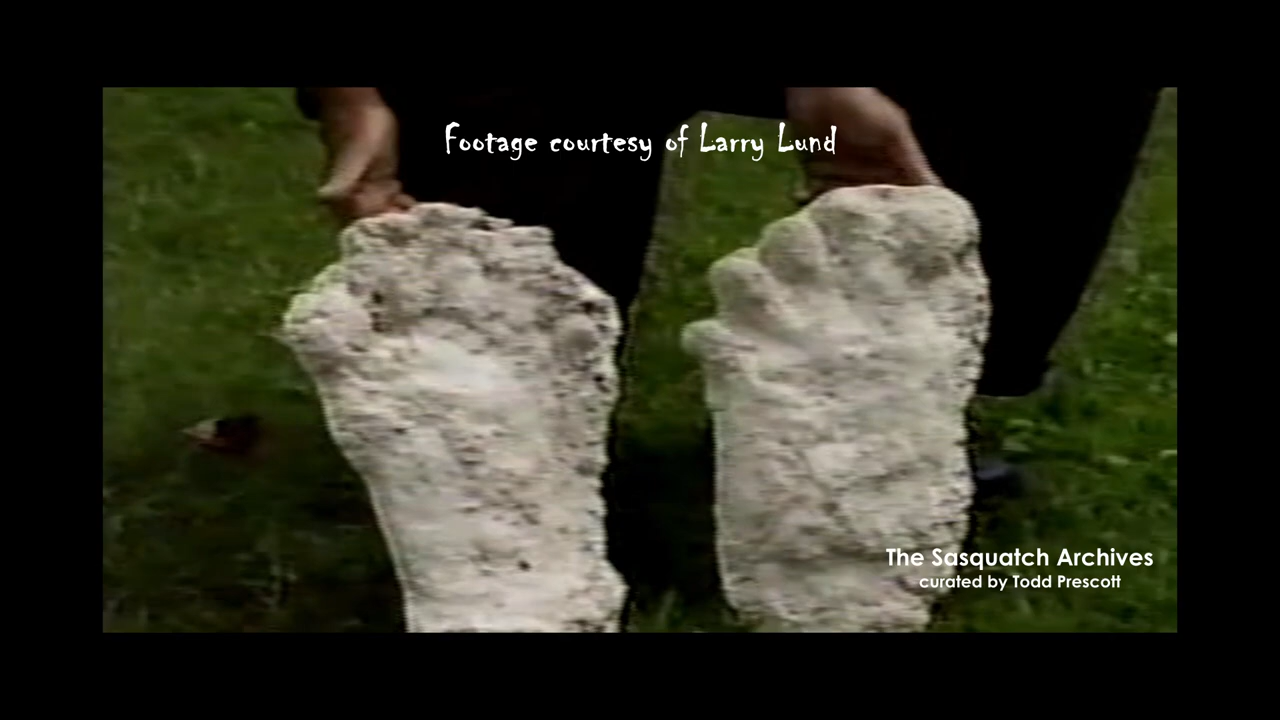 Footage courtesy of Larry Lund
The Sasquatch Archives
curated by Todd Prescott